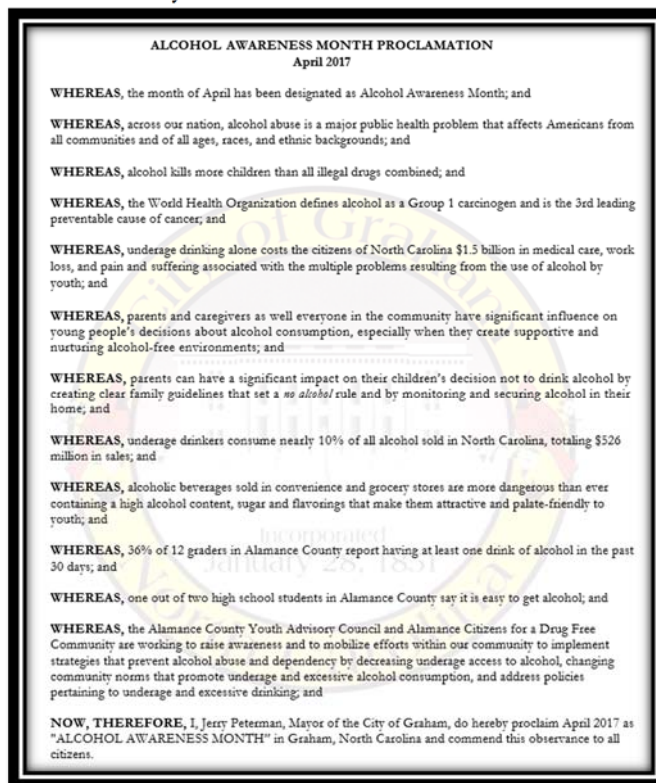 ALCOHOL AWARENESS MONTH PROCLAMATION
April 2017
WHEREAS, the month of April has been designated as Alcohol Awareness Month; and
WHEREAS, across our nation, alcohol abuse is a major public health problem that affects Americans from
all communities and of all ages, races, and ethnic backgrounds; and
WHEREAS, alcohol kills more children than all illegal drugs combined; and
WHEREAS, the World Health Organization defines alcohol as a Group 1 carcinogen and is the 3rd leading
preventable cause of cancer; and
WHEREAS, underage drinking alone costs the citizens of North Carolina $1.5 billion in medical care, work
loss, and pain and suffering associated with the multiple problems resulting from the use of alcohol by
youth; and
WHEREAS, parents and caregivers as well everyone in the community have significant influence on
young people's decisions about alcohol consumption, especially when they create supportive and
nurturing alcohol-free environments; and
WHEREAS, parents can have a significant impact on their children's decision not to drink alcohol by
creating clear family guidelines that set a no alcohol rule and by monitoring and securing alcohol in their
home; and
WHEREAS, underage drinkers consume nearly 10% of all alcohol sold in North Carolina, totaling $526
million in sales; and
WHEREAS, alcoholic beverages sold in convenience and grocery stores are more dangerous than ever
containing a high alcohol content, sugar and flavorings that make them attractive and palate-friendly to
youth; and
WHEREAS, 36% of 12 graders in Alamance County report having at least one drink of alcohol in the past
30 days; and
WHEREAS, one out of two high school students in Alamance County say it is easy to get alcohol; and
WHEREAS, the Alamance County Youth Advisory Council and Alamance Citizens for a Drug Free
Community are working to raise awareness and to mobilize efforts within our community to implement
strategies that prevent alcohol abuse and dependency by decreasing underage access to alcohol, changing
community norms that promote underage and excessive alcohol consumption, and address policies
pertaining to underage and excessive drinking; and
NOW, THEREFORE, I, Jerry Peterman, Mayor of the City of Graham, do hereby proclaim April 2017 as
"ALCOHOL AWARENESS MONTH" in Graham, North Carolina and commend this observance to all
citizens.
City of Graham
Incorporated
January 28, 1851
North Carolina